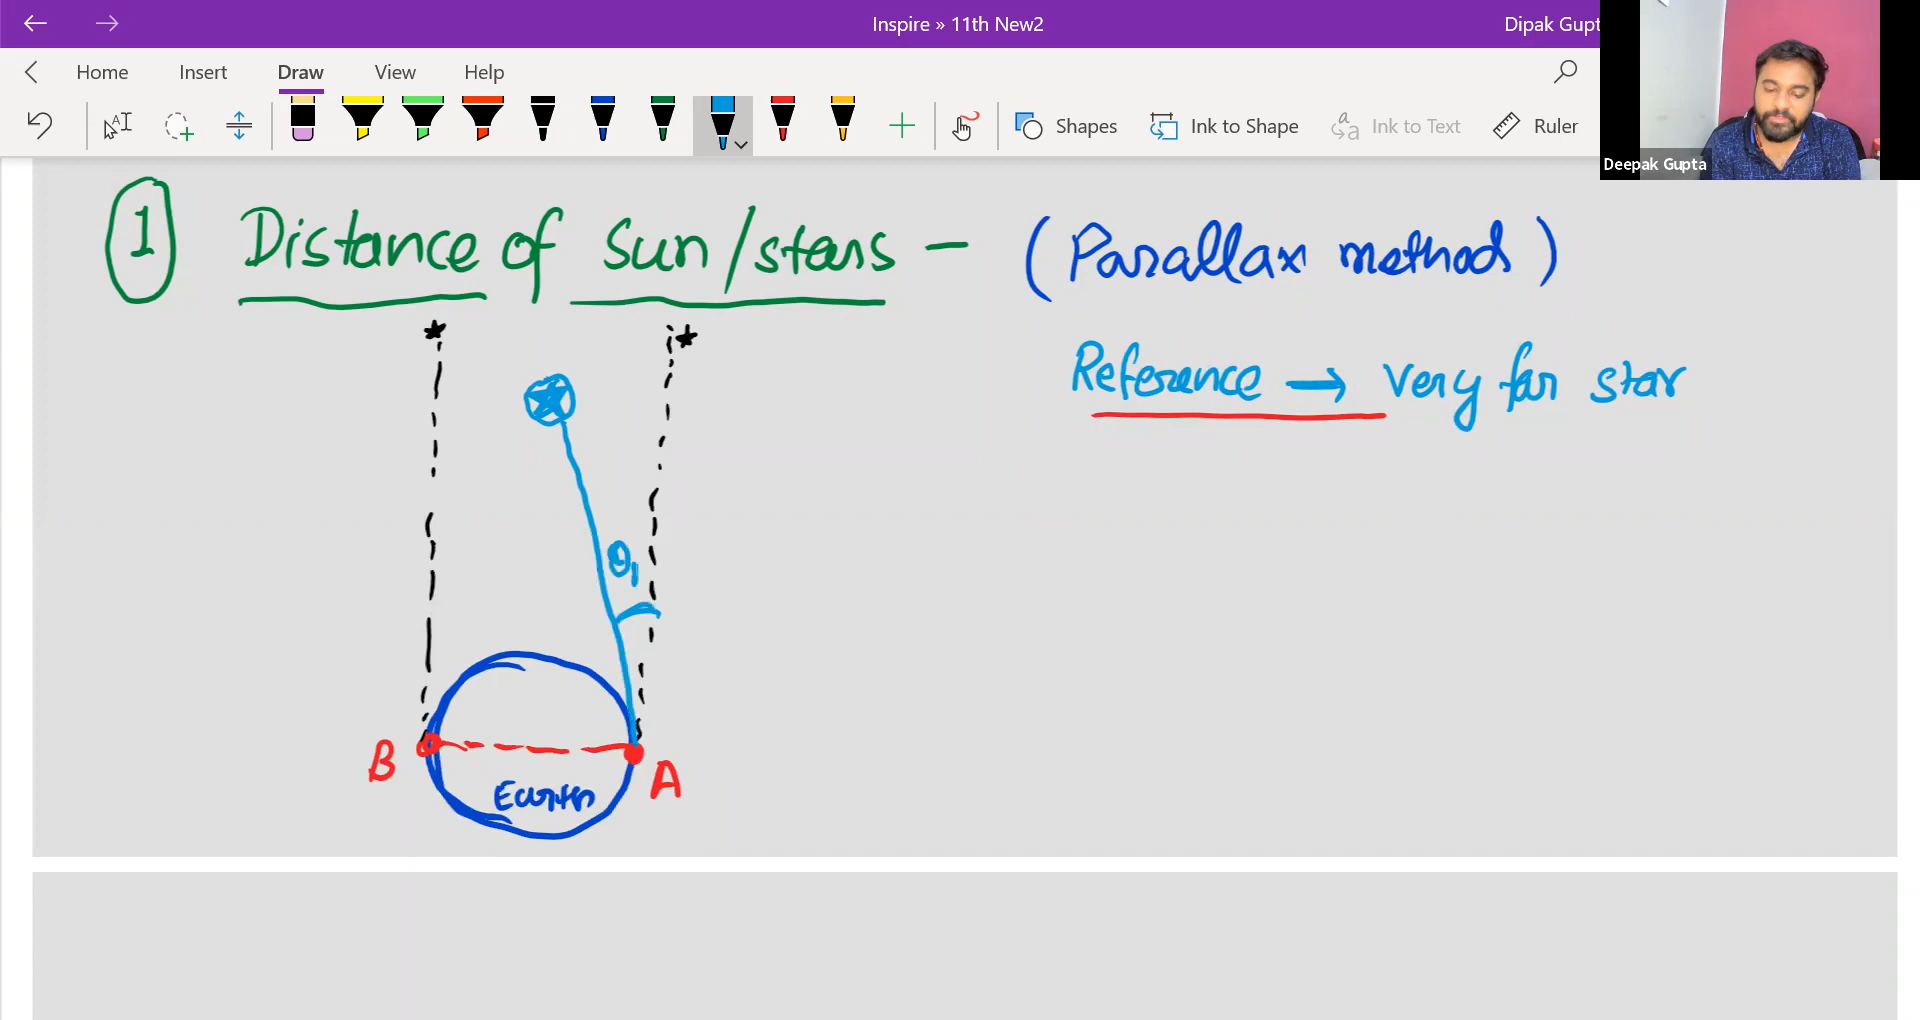 Inspire » 11th New2
Dipak Gupt
Home Insert Draw View Help
Shapes Ink to Shape Ink to Text Ruler
Deepak Gupta
1 Distance of Sun/stars - (Parallax method)
Reference → Very far star
θ1
B
A
Earth